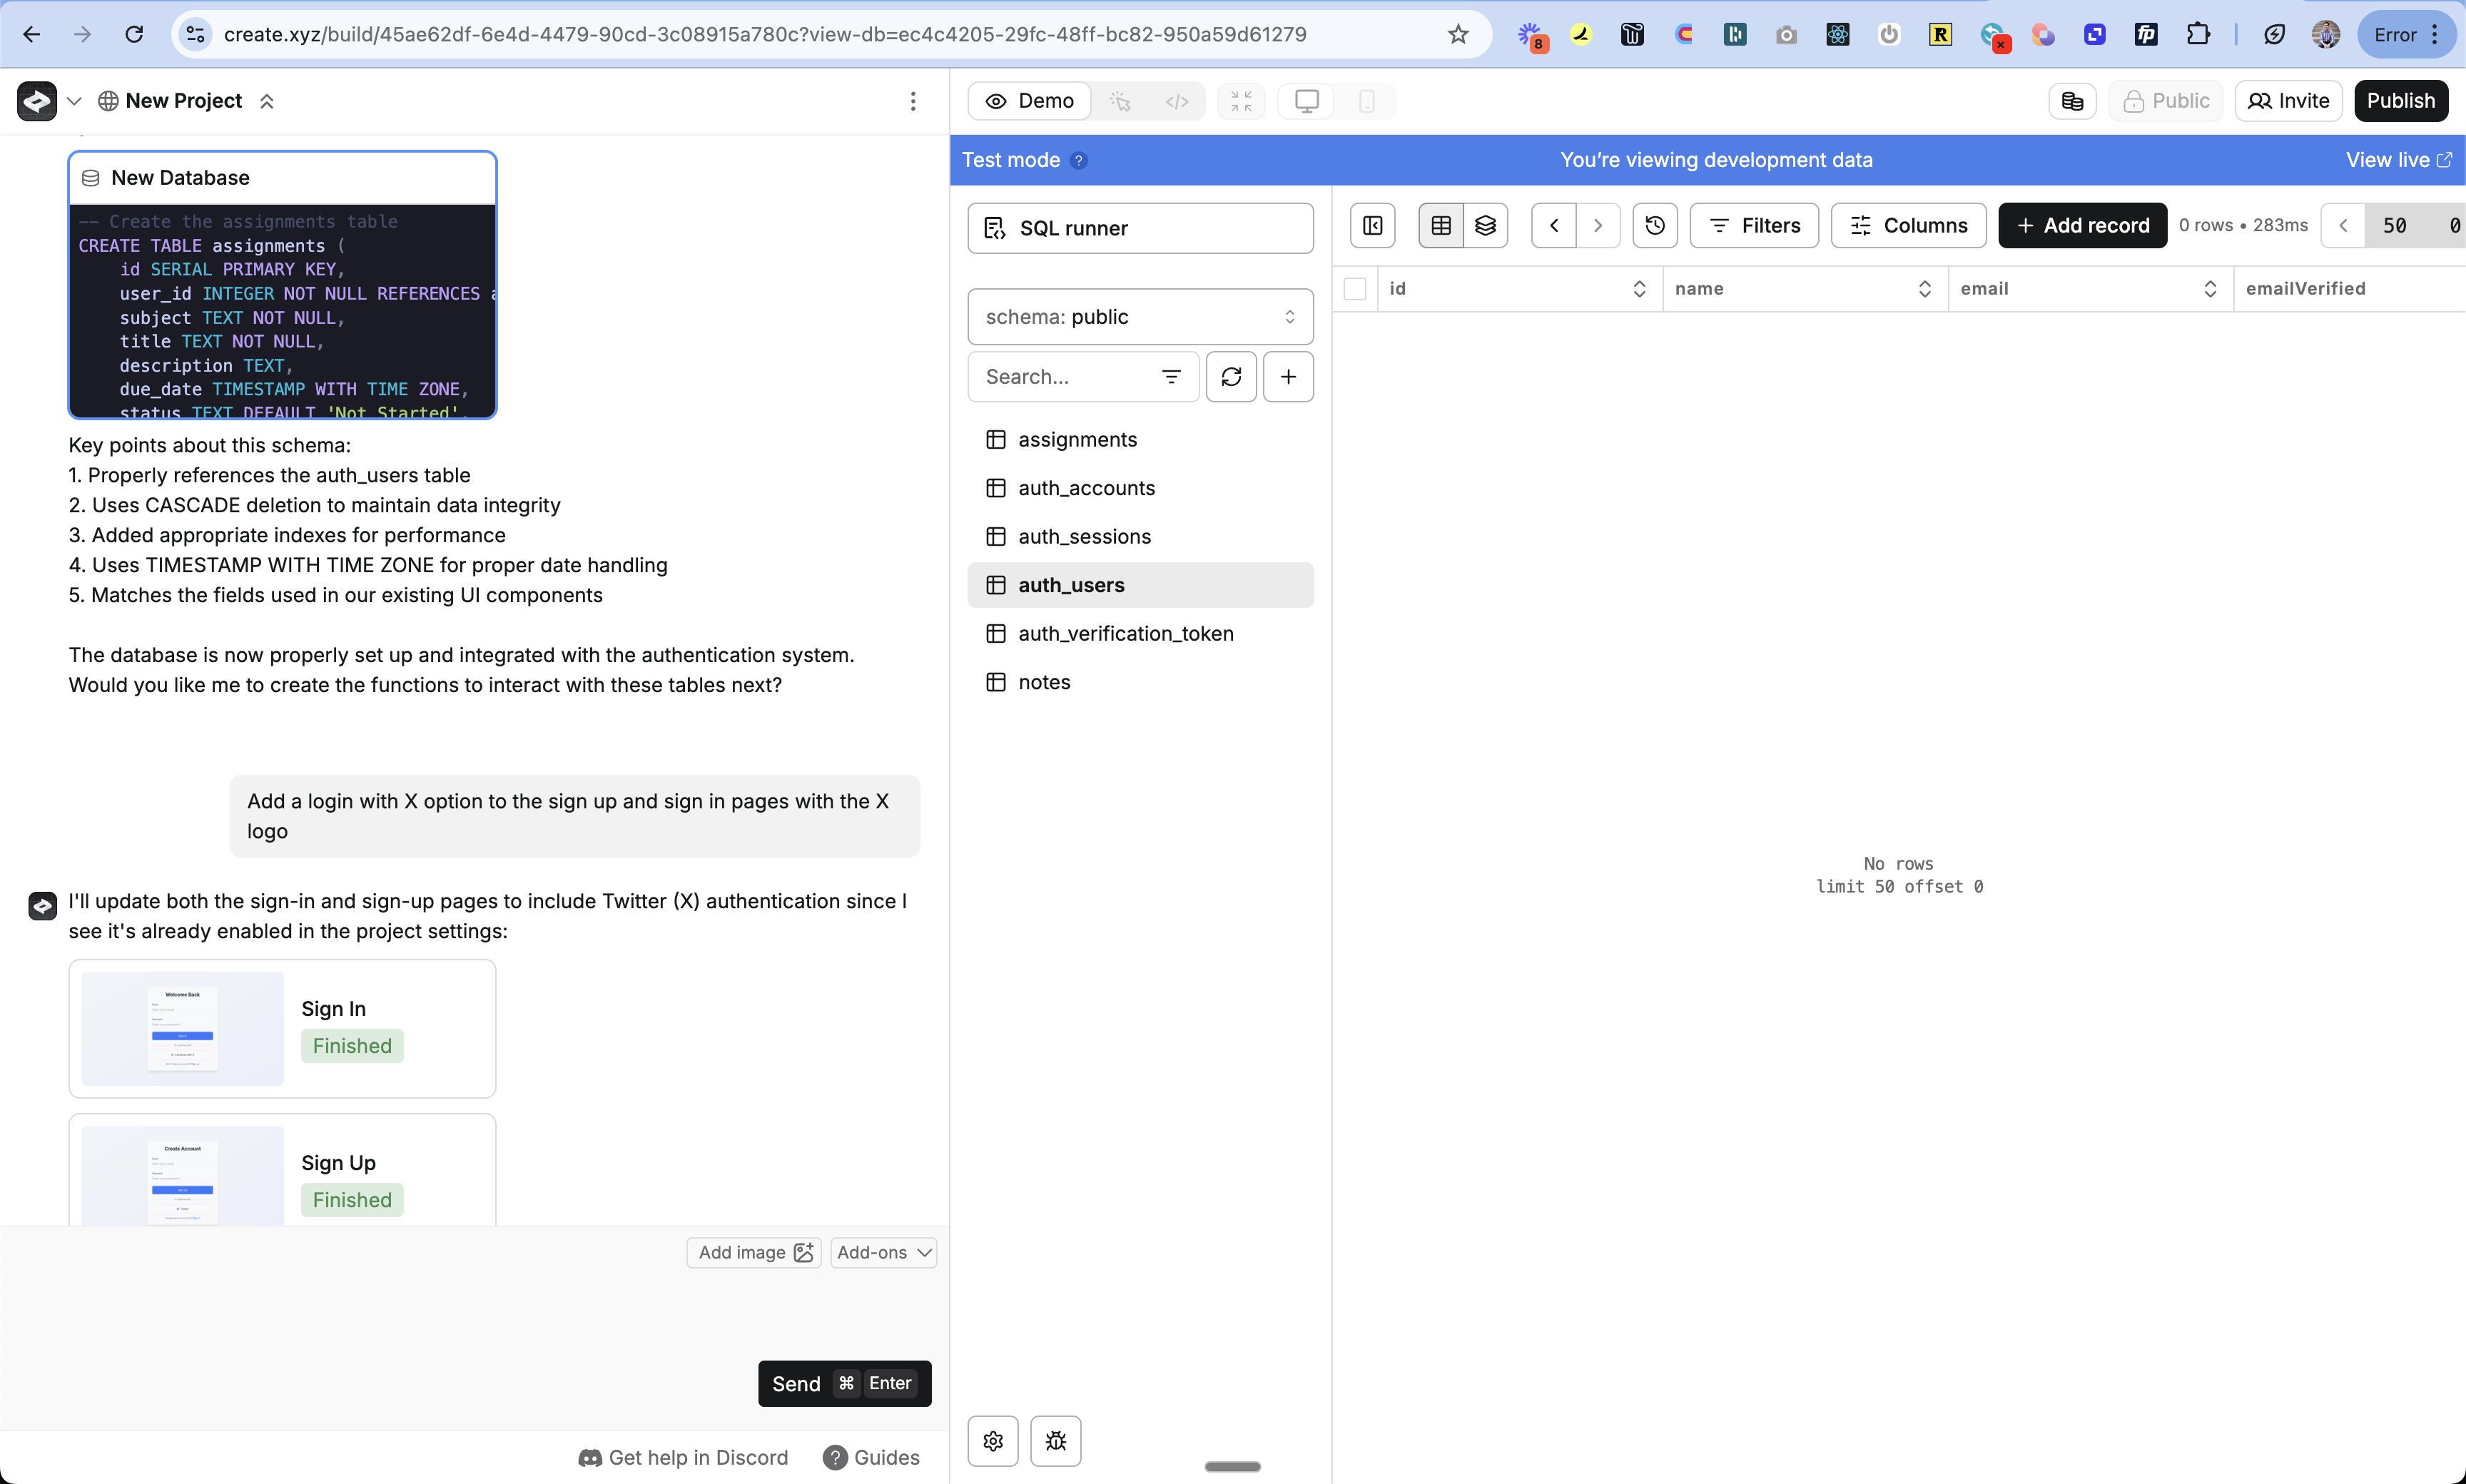 create.xyz/build/45ae62df-6e4d-4479-90cd-3c08915a780c?view-db=ec4c4205-29fc-48ff-bc82-950a59d61279
8
R
fp
Error
New Project
Demo
Public
Invite
Publish
Test mode ?
You're viewing development data
View live
New Database
-- Create the assignments table
CREATE TABLE assignments (
id SERIAL PRIMARY KEY,
user_id INTEGER NOT NULL REFERENCES
subject TEXT NOT NULL,
title TEXT NOT NULL,
description TEXT,
due_date TIMESTAMP WITH TIME ZONE,
status TEXT DEFAULT 'Not Started',
Key points about this schema:
1. Properly references the auth_users table
2. Uses CASCADE deletion to maintain data integrity
3. Added appropriate indexes for performance
4. Uses TIMESTAMP WITH TIME ZONE for proper date handling
5. Matches the fields used in our existing UI components
The database is now properly set up and integrated with the authentication system.
Would you like me to create the functions to interact with these tables next?
Add a login with X option to the sign up and sign in pages with the X
logo
I'll update both the sign-in and sign-up pages to include Twitter (X) authentication since I
see it's already enabled in the project settings:
Welcome Back
Sign In
Finished
Create Account
Sign Up
Finished
Add image
Add-ons
Send ⌘ Enter
Get help in Discord
? Guides
SQL runner
schema: public
Search...
assignments
auth_accounts
auth_sessions
auth_users
auth_verification_token
notes
Filters
Columns
+ Add record
0 rows • 283ms
50
0
id
name
email
emailVerified
No rows
limit 50 offset 0